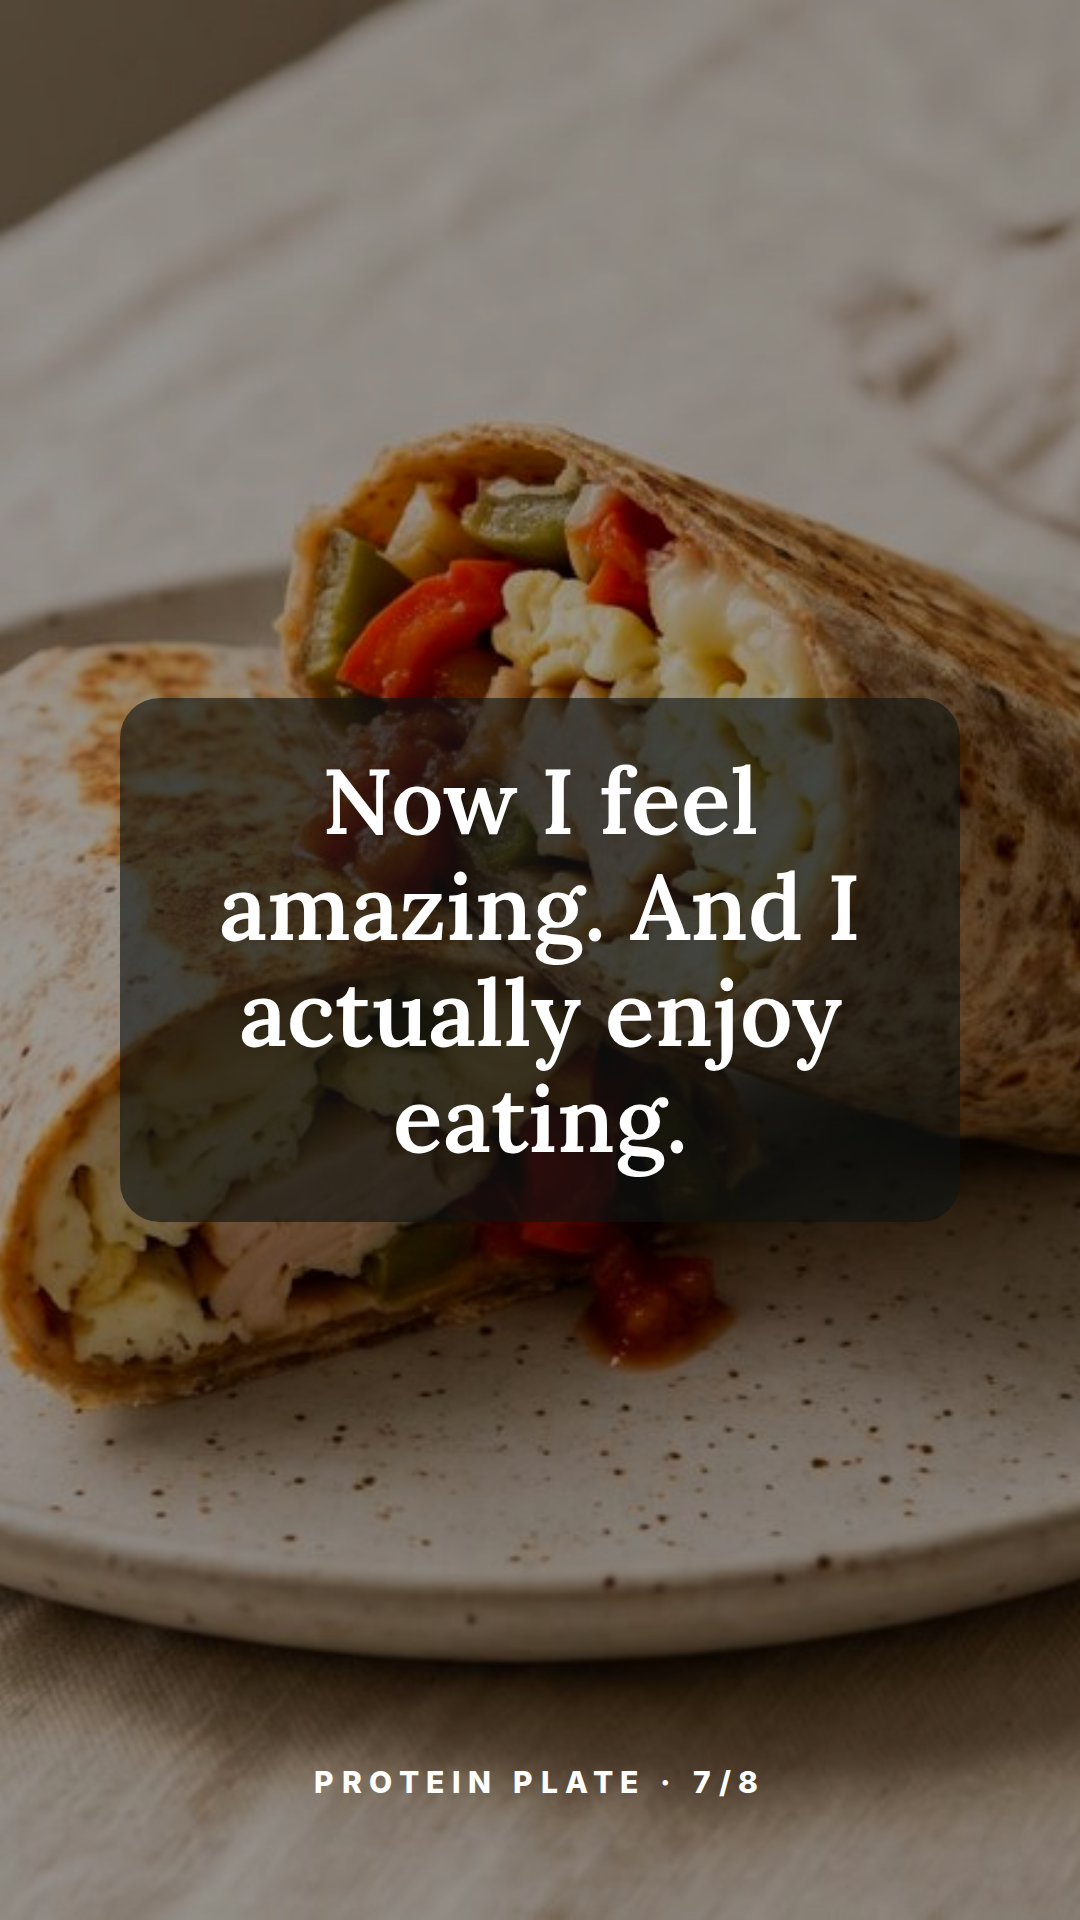 Now I feel
amazing. And I
actually enjoy
eating.
PROTEIN PLATE · 7/8